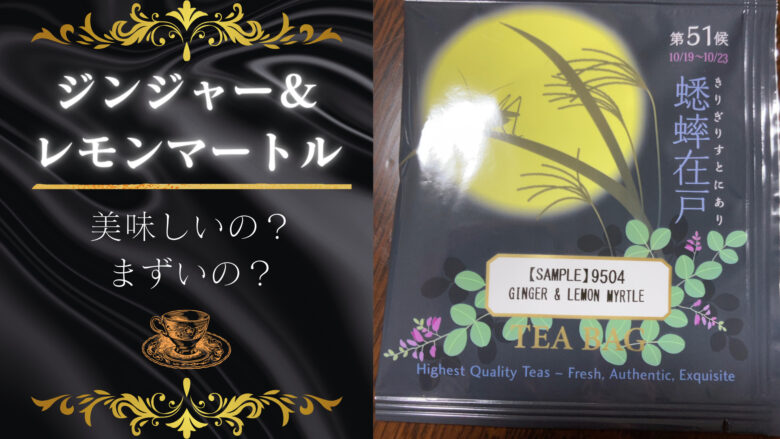 ジンジャー＆
レモンマートル
美味しいの？
まずいの？
第51候
10/19～10/23
きりぎりすとにあり
蟋蟀在戸
【SAMPLE】9504
GINGER & LEMON MYRTLE
TEA BAG
Highest Quality Teas – Fresh, Authentic, Exquisite